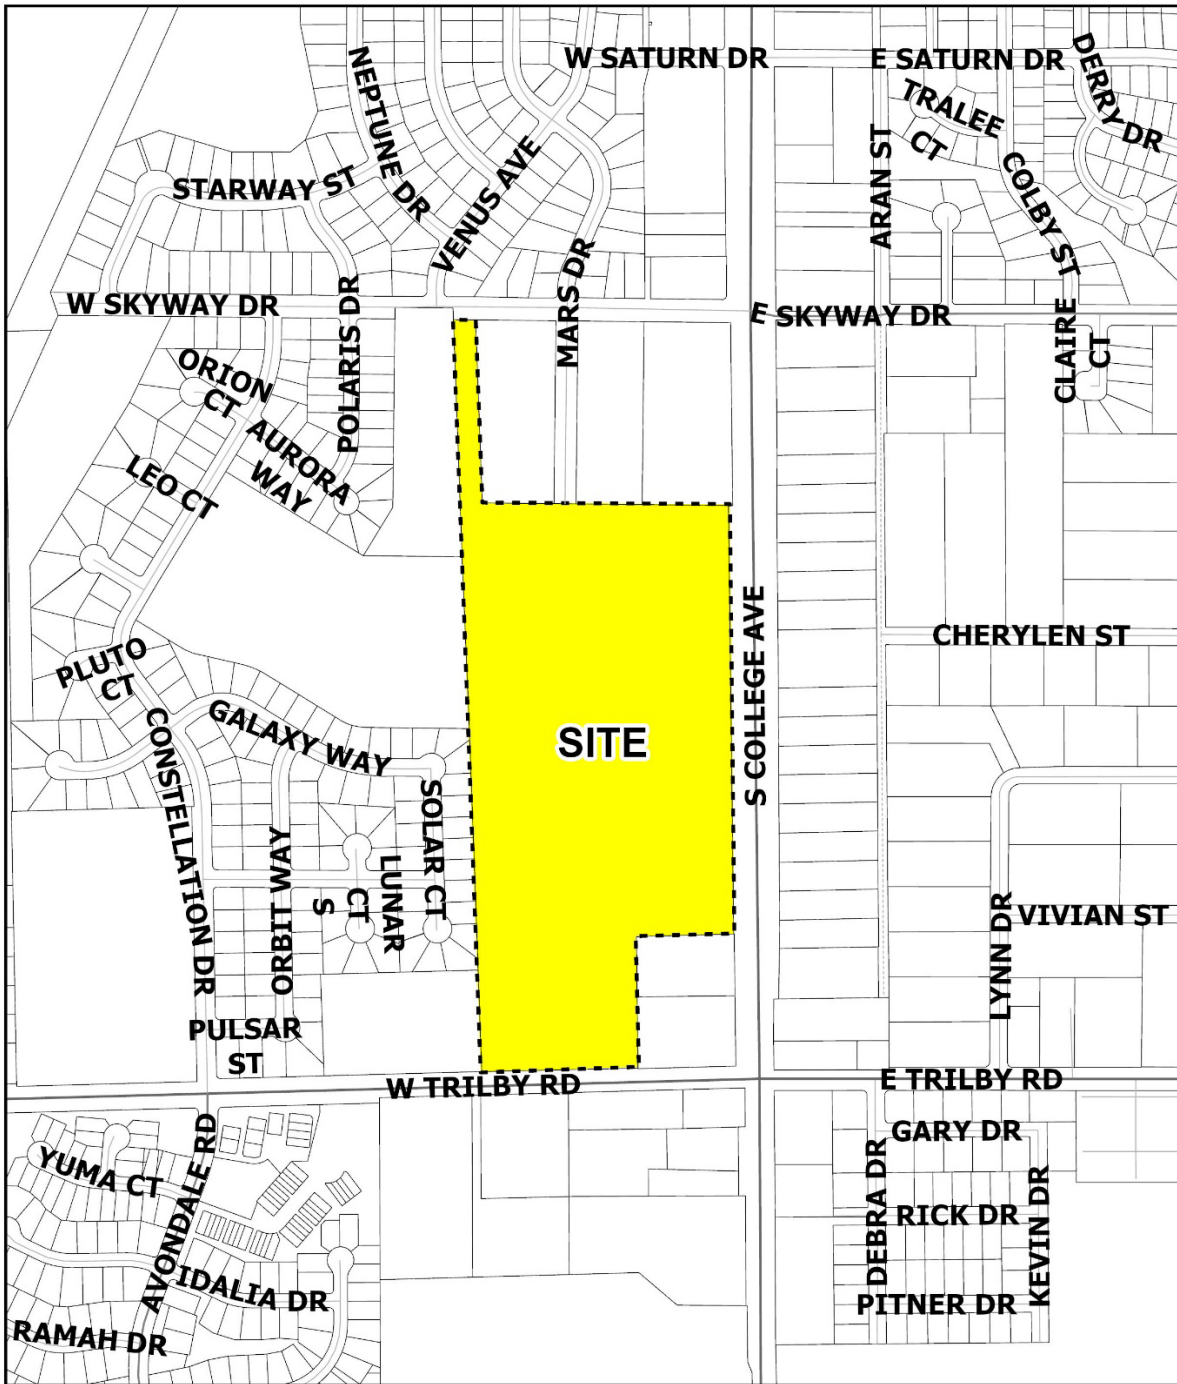 W SATURN DR
E SATURN DR
NEPTUNE DR
DERRY DR
TRALEE
CT
STARWAY ST
VENUS AVE
ARAN ST
COLBY ST
W SKYWAY DR
MARS DR
E SKYWAY DR
POLARIS DR
CLAIRE
CT
ORION
CT
AURORA
WAY
LEO CT
S COLLEGE AVE
CHERYLEN ST
PLUTO
CT
GALAXY WAY
SITE
CONSTELLATION DR
SOLAR CT
ORBIT WAY
LUNAR
CT
S
LYNN DR
VIVIAN ST
PULSAR
ST
W TRILBY RD
E TRILBY RD
YUMA CT
AVONDALE RD
GARY DR
DEBRA DR
RICK DR
KEVIN DR
IDALIA DR
PITNER DR
RAMAH DR